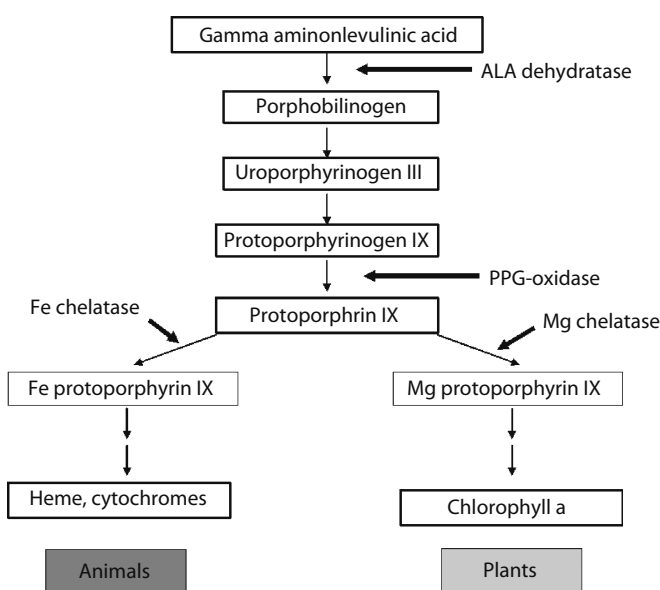 Gamma aminonlevulinic acid
ALA dehydratase
Porphobilinogen
Uroporphyrinogen III
Protoporphyrinogen IX
PPG-oxidase
Protoporphrin IX
Fe chelatase
Mg chelatase
Fe protoporphyrin IX
Mg protoporphyrin IX
Heme, cytochromes
Chlorophyll a
Animals
Plants